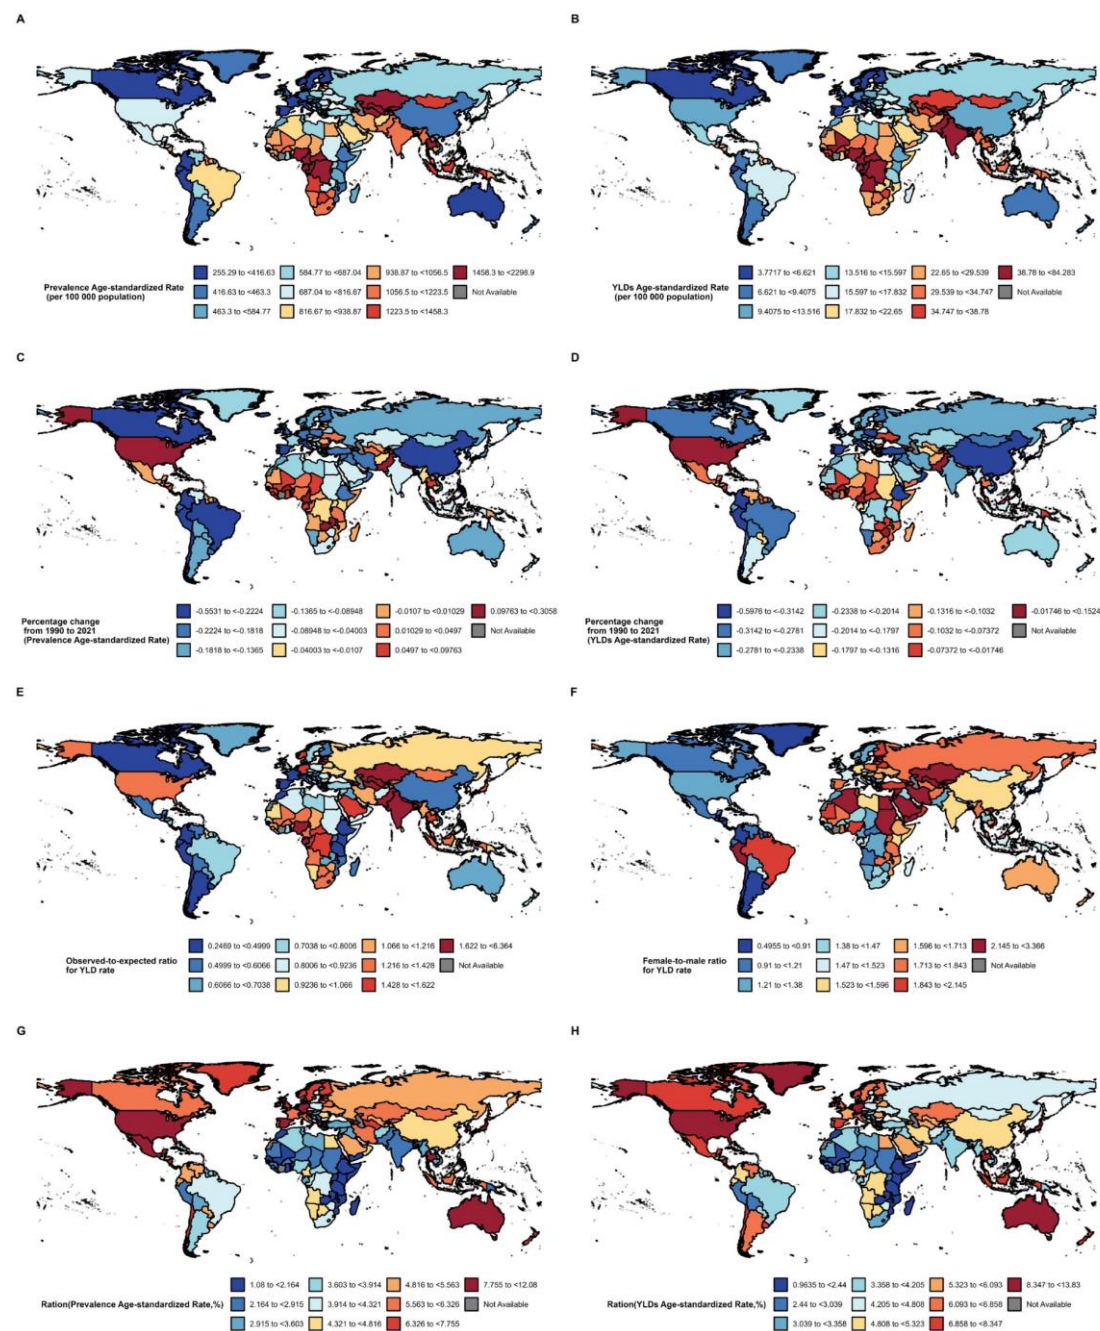 A
B
255.29 to <416.63 584.77 to <687.04 938.87 to <1056.5 1458.3 to <2298.9
Prevalence Age-standardized Rate
(per 100 000 population)
416.63 to <463.3 687.04 to <816.67 1056.5 to <1223.5 Not Available
463.3 to <584.77 816.67 to <938.87 1223.5 to <1458.3
3.7717 to <6.621 13.516 to <15.597 22.65 to <29.539 38.78 to <84.283
YLDs Age-standardized Rate
(per 100 000 population)
6.621 to <9.4075 15.597 to <17.832 29.539 to <34.747 Not Available
9.4075 to <13.516 17.832 to <22.65 34.747 to <38.78
C
D
-0.5531 to <-0.2224 -0.1365 to <-0.08948 -0.0107 to <0.01029 0.09763 to <0.3058
Percentage change
from 1990 to 2021
(Prevalence Age-standardized Rate)
-0.2224 to <-0.1818 -0.08948 to <-0.04003 0.01029 to <0.0497 Not Available
-0.1818 to <-0.1365 -0.04003 to <-0.0107 0.0497 to <0.09763
-0.5976 to <-0.3142 -0.2338 to <-0.2014 -0.1316 to <-0.1032 -0.01746 to <0.1524
Percentage change
from 1990 to 2021
(YLDs Age-standardized Rate)
-0.3142 to <-0.2781 -0.2014 to <-0.1797 -0.1032 to <-0.07372 Not Available
-0.2781 to <-0.2338 -0.1797 to <-0.1316 -0.07372 to <-0.01746
E
F
0.2469 to <0.4999 0.7038 to <0.8006 1.066 to <1.216 1.622 to <6.364
Observed-to-expected ratio
for YLD rate
0.4999 to <0.6066 0.8006 to <0.9236 1.216 to <1.428 Not Available
0.6066 to <0.7038 0.9236 to <1.066 1.428 to <1.622
0.4955 to <0.91 1.38 to <1.47 1.596 to <1.713 2.145 to <3.366
Female-to-male ratio
for YLD rate
0.91 to <1.21 1.47 to <1.523 1.713 to <1.843 Not Available
1.21 to <1.38 1.523 to <1.596 1.843 to <2.145
G
H
1.08 to <2.164 3.603 to <3.914 4.816 to <5.563 7.755 to <12.08
Ration(Prevalence Age-standardized Rate,%)
2.164 to <2.915 3.914 to <4.321 5.563 to <6.326 Not Available
2.915 to <3.603 4.321 to <4.816 6.326 to <7.755
0.9635 to <2.44 3.358 to <4.205 5.323 to <6.093 8.347 to <13.83
Ration(YLDs Age-standardized Rate,%)
2.44 to <3.039 4.205 to <4.808 6.093 to <6.858 Not Available
3.039 to <3.358 4.808 to <5.323 6.858 to <8.347